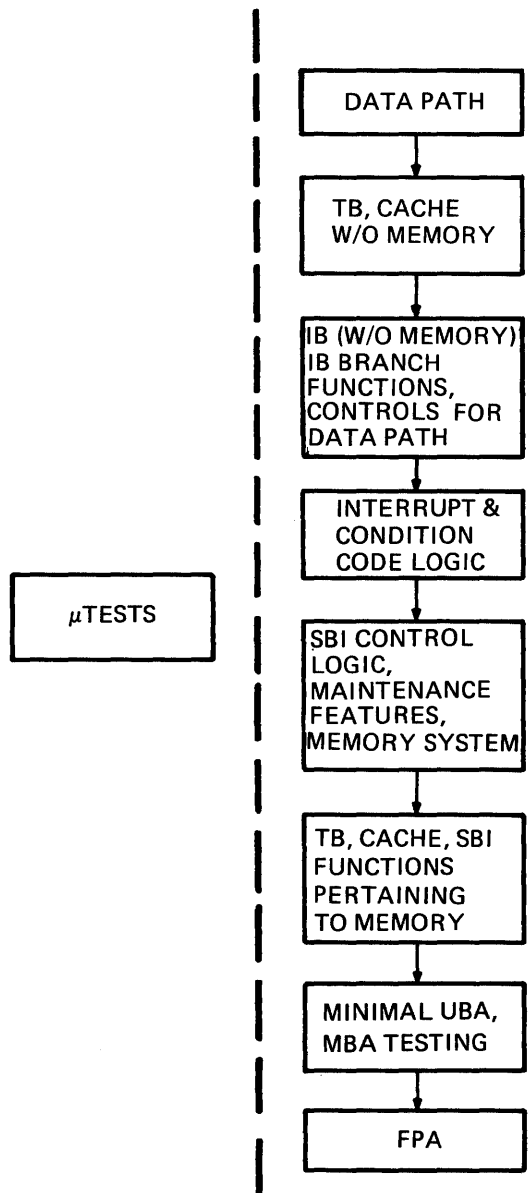 DATA PATH
TB, CACHE
W/O MEMORY
IB (W/O MEMORY)
IB BRANCH
FUNCTIONS,
CONTROLS FOR
DATA PATH
INTERRUPT &
CONDITION
CODE LOGIC
µTESTS
SBI CONTROL
LOGIC,
MAINTENANCE
FEATURES,
MEMORY SYSTEM
TB, CACHE, SBI
FUNCTIONS
PERTAINING
TO MEMORY
MINIMAL UBA,
MBA TESTING
FPA